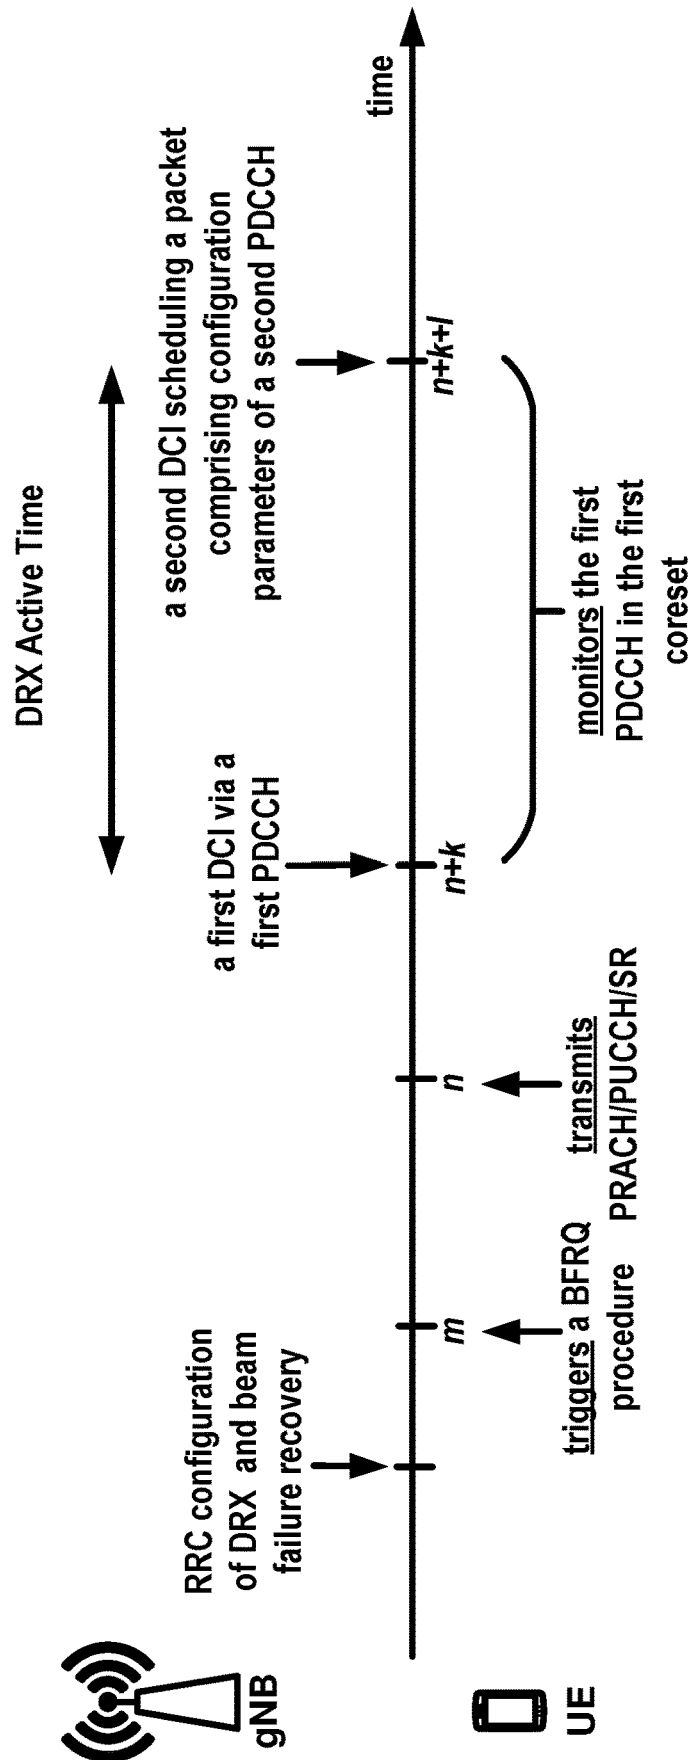 DRX Active Time
a second DCI scheduling a packet
comprising configuration
parameters of a second PDCCH
a first DCI via a
first PDCCH
RRC configuration
of DRX and beam
failure recovery
gNB
time
m
n
n+k
n+k+l
UE
triggers a BFRQ
procedure
transmits
PRACH/PUCCH/SR
monitors the first
PDCCH in the first
coreset